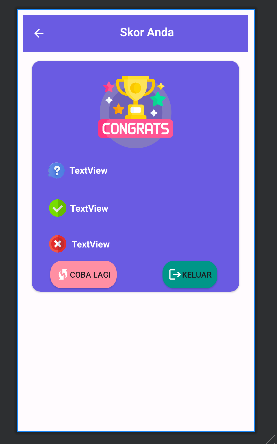 Skor Anda
CONGRATS
?
TextView
TextView
TextView
COBA LAGI
KELUAR